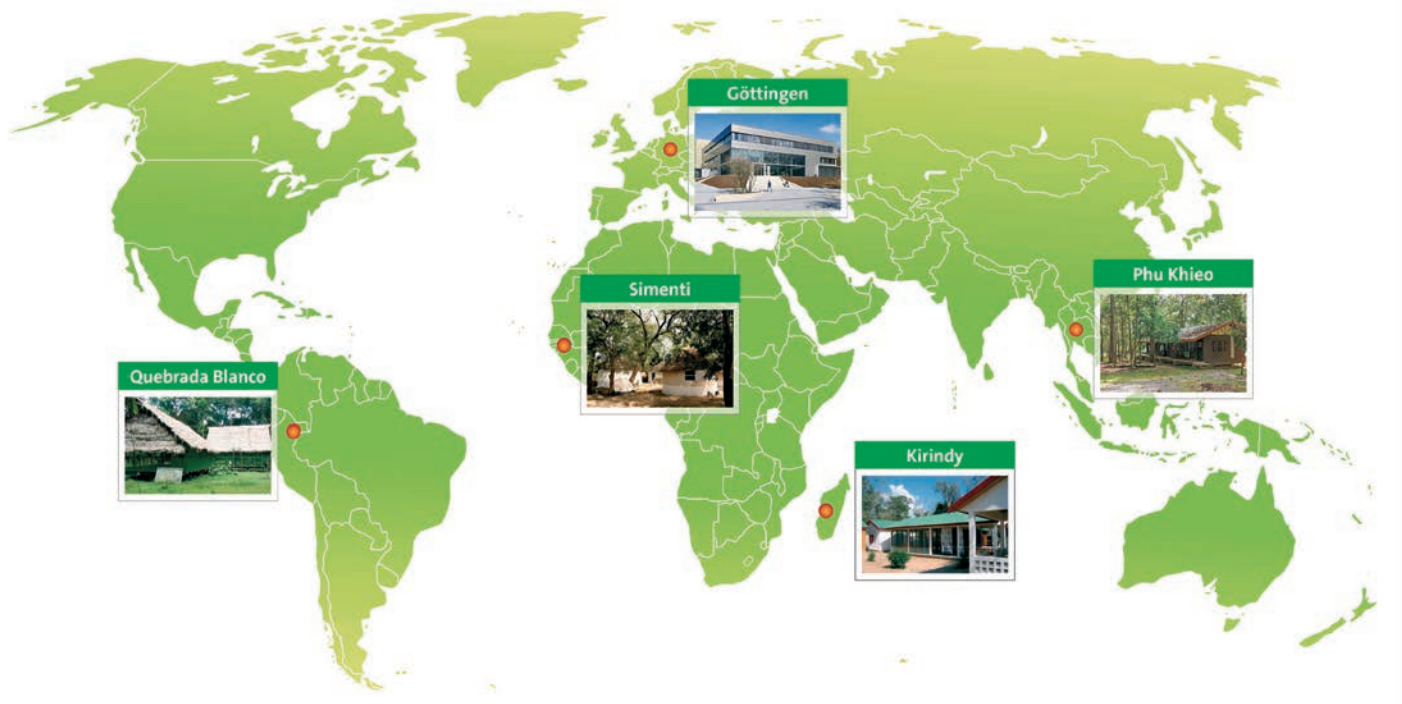 Göttingen
Simenti
Phu Khieo
Quebrada Blanco
Kirindy